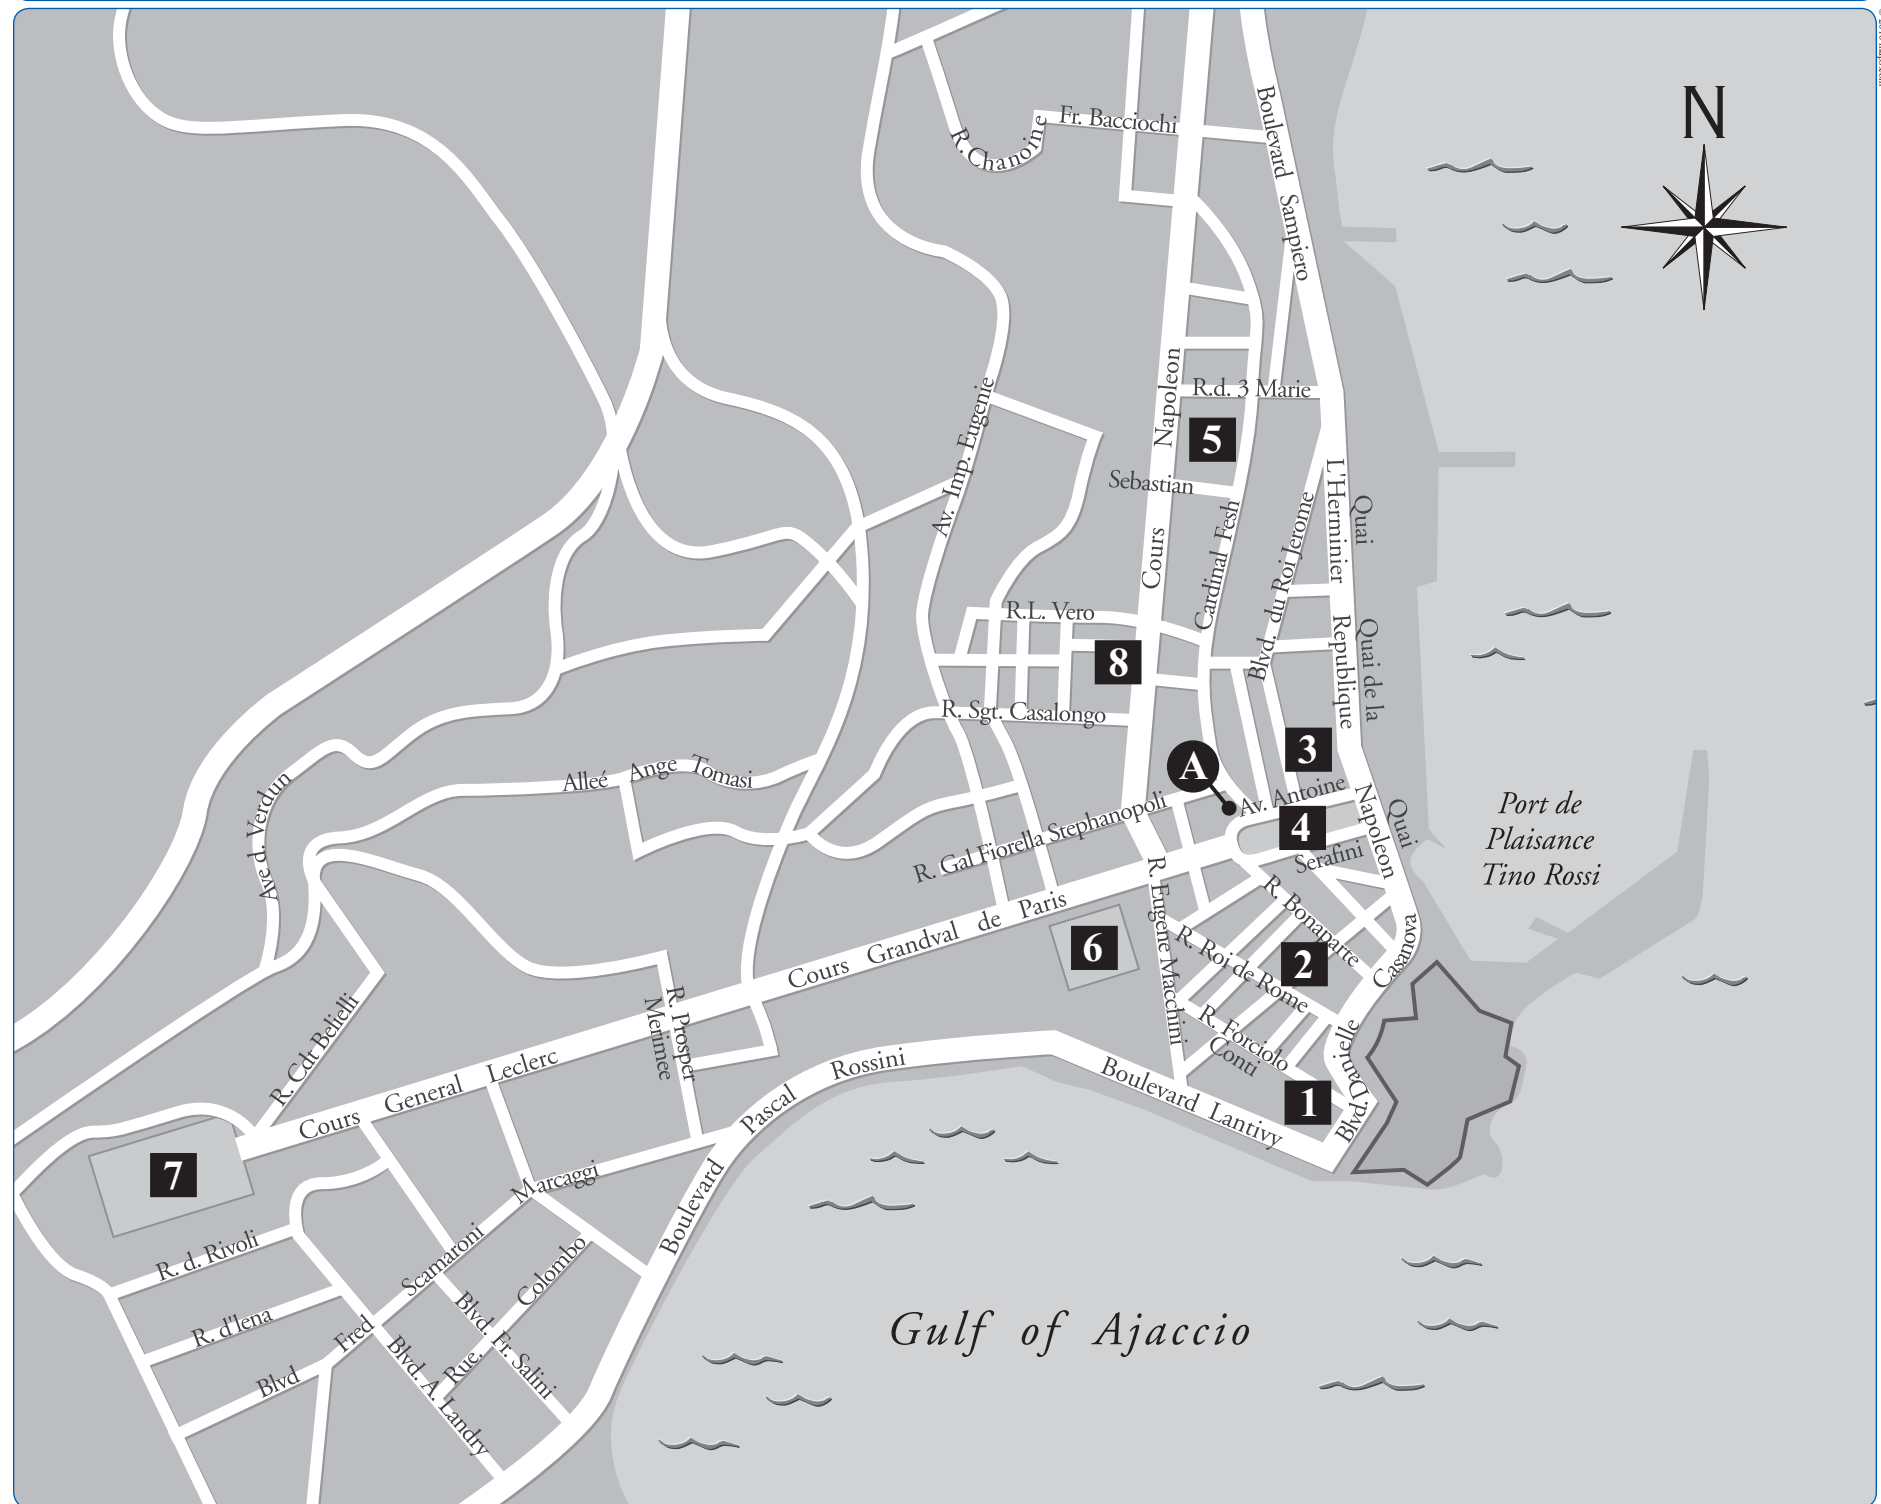 N
Boulevard Sampiero
Fr. Bacciochi
R. Chanoine
Napoleon
R.d. 3 Marie
5
Av. Imp. Eugenie
Sebastian
L'Herminier
Quai
Cours
Cardinal Fesh
Blvd. du Roi Jerome
R.L. Vero
Republique
Quai de la
8
R. Sgt. Casalongo
3
A
Alleé Ange Tomasi
Av. Antoine
Ave d. Verdun
R. Gal Fiorella Stephanopoli
4
Napoleon
Quai
Serafini
Port de
Plaisance
Tino Rossi
R. Eugene Macchini
R. Bonaparte
Cours Grandval de Paris
6
R. Roi de Rome
2
Casanova
R. Prosper
Merimee
R. Cdt Belielli
R. Forciolo
Conti
Blvd. Danielle
1
Cours General Leclerc
Boulevard Pascal Rossini
Boulevard Lantivy
7
Marcaggi
R. d. Rivoli
Scamaroni
Colombo
R. d'Iena
Blvd. Fr. Salini
Fred
Blvd. A. Landry
Rue.
Blvd
Gulf of Ajaccio